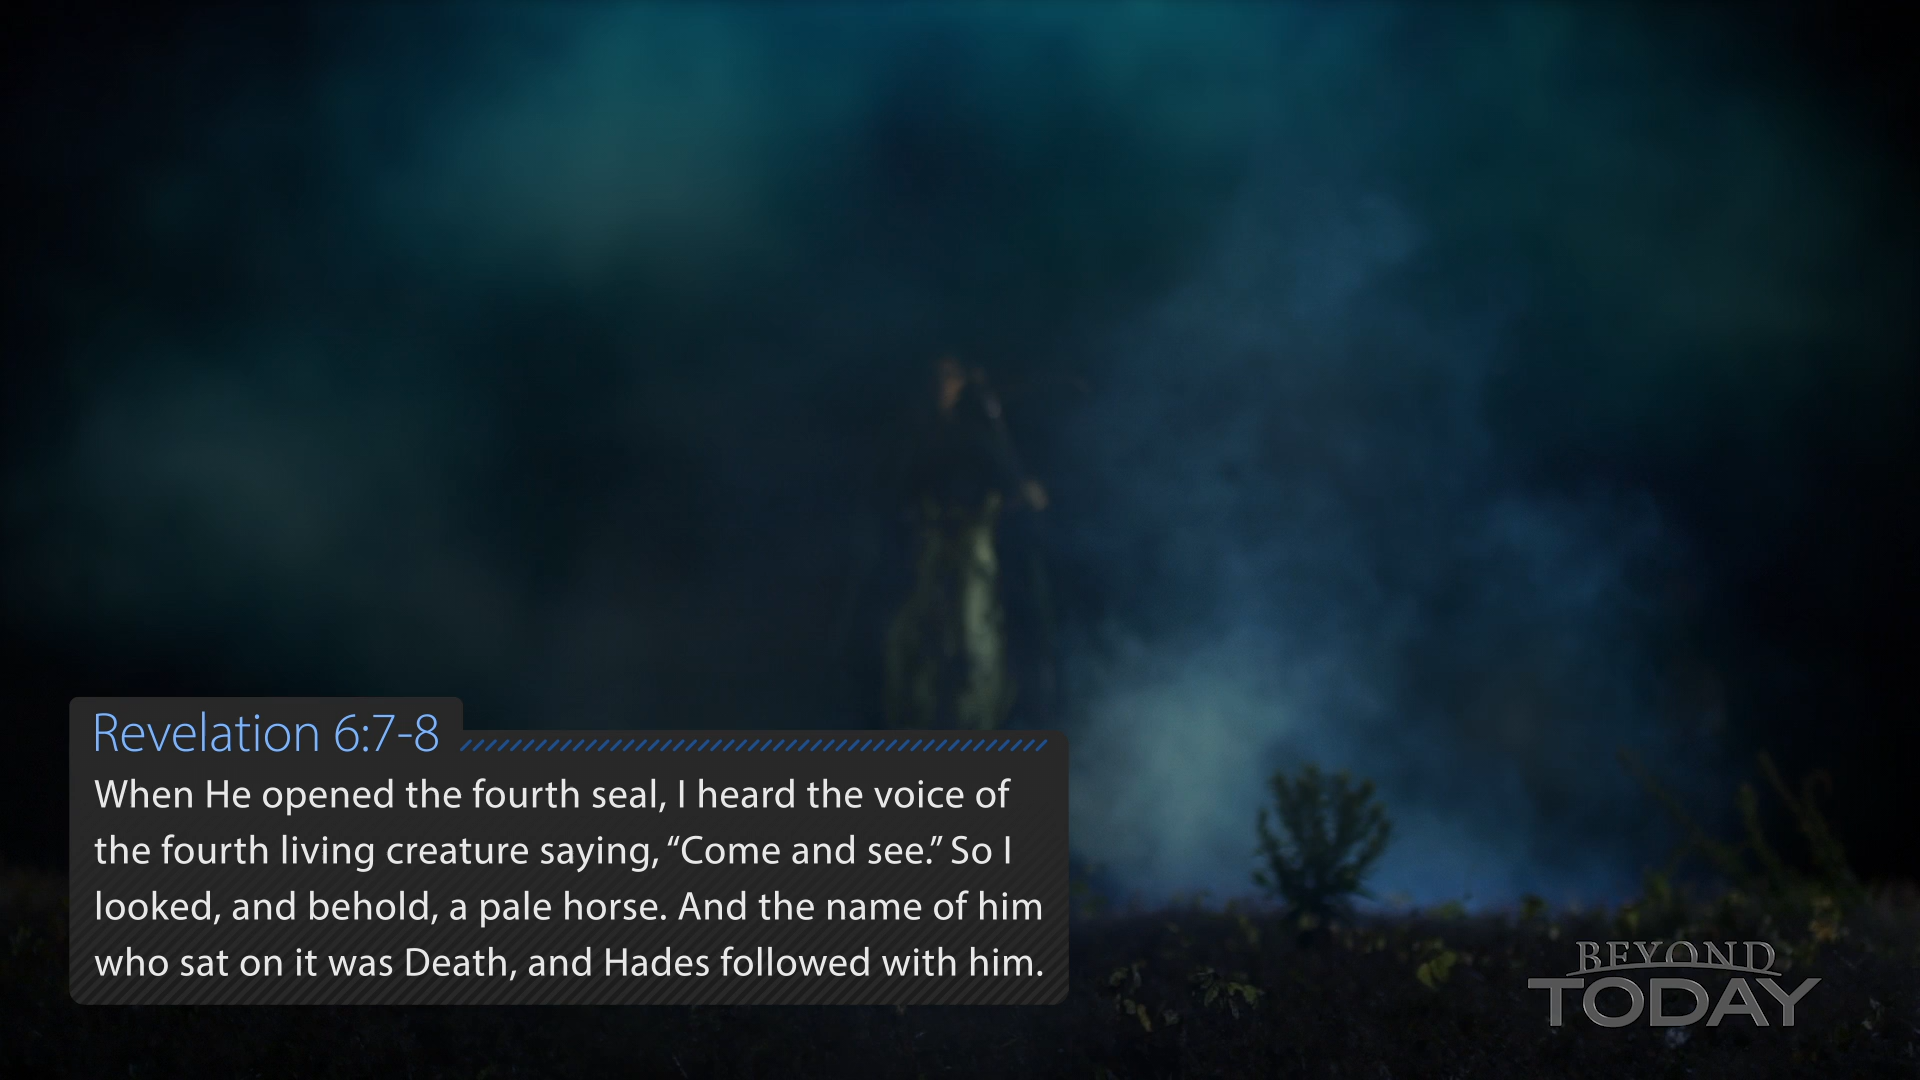 Revelation 6:7-8
When He opened the fourth seal, I heard the voice of
the fourth living creature saying, “Come and see.” So I
looked, and behold, a pale horse. And the name of him
who sat on it was Death, and Hades followed with him.
BEYOND
TODAY